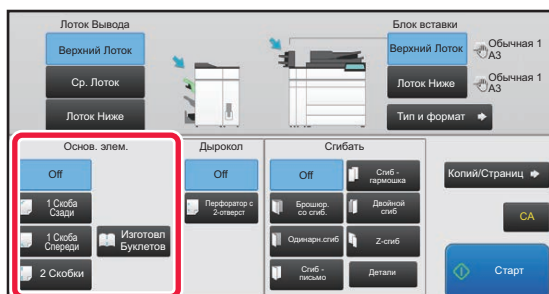 Лоток Вывода
Верхний Лоток
Ср. Лоток
Лоток Ниже
Блок вставки
Верхний Лоток
Обычная 1
A3
Лоток Ниже
Обычная 1
A3
Тип и формат
Основ. элем.
Off
1 Скоба
Сзади
1 Скоба
Спереди
2 Скобки
Изготовл
Буклетов
Дырокол
Off
Перфоратор с
2-отверст
Сгибать
Off
Сгиб -
гармошка
Брошюр.
со сгиб.
Двойной
сгиб
Одинарн.сгиб
Z-сгиб
Сгиб -
письмо
Детали
Копий/Страниц
CA
Старт